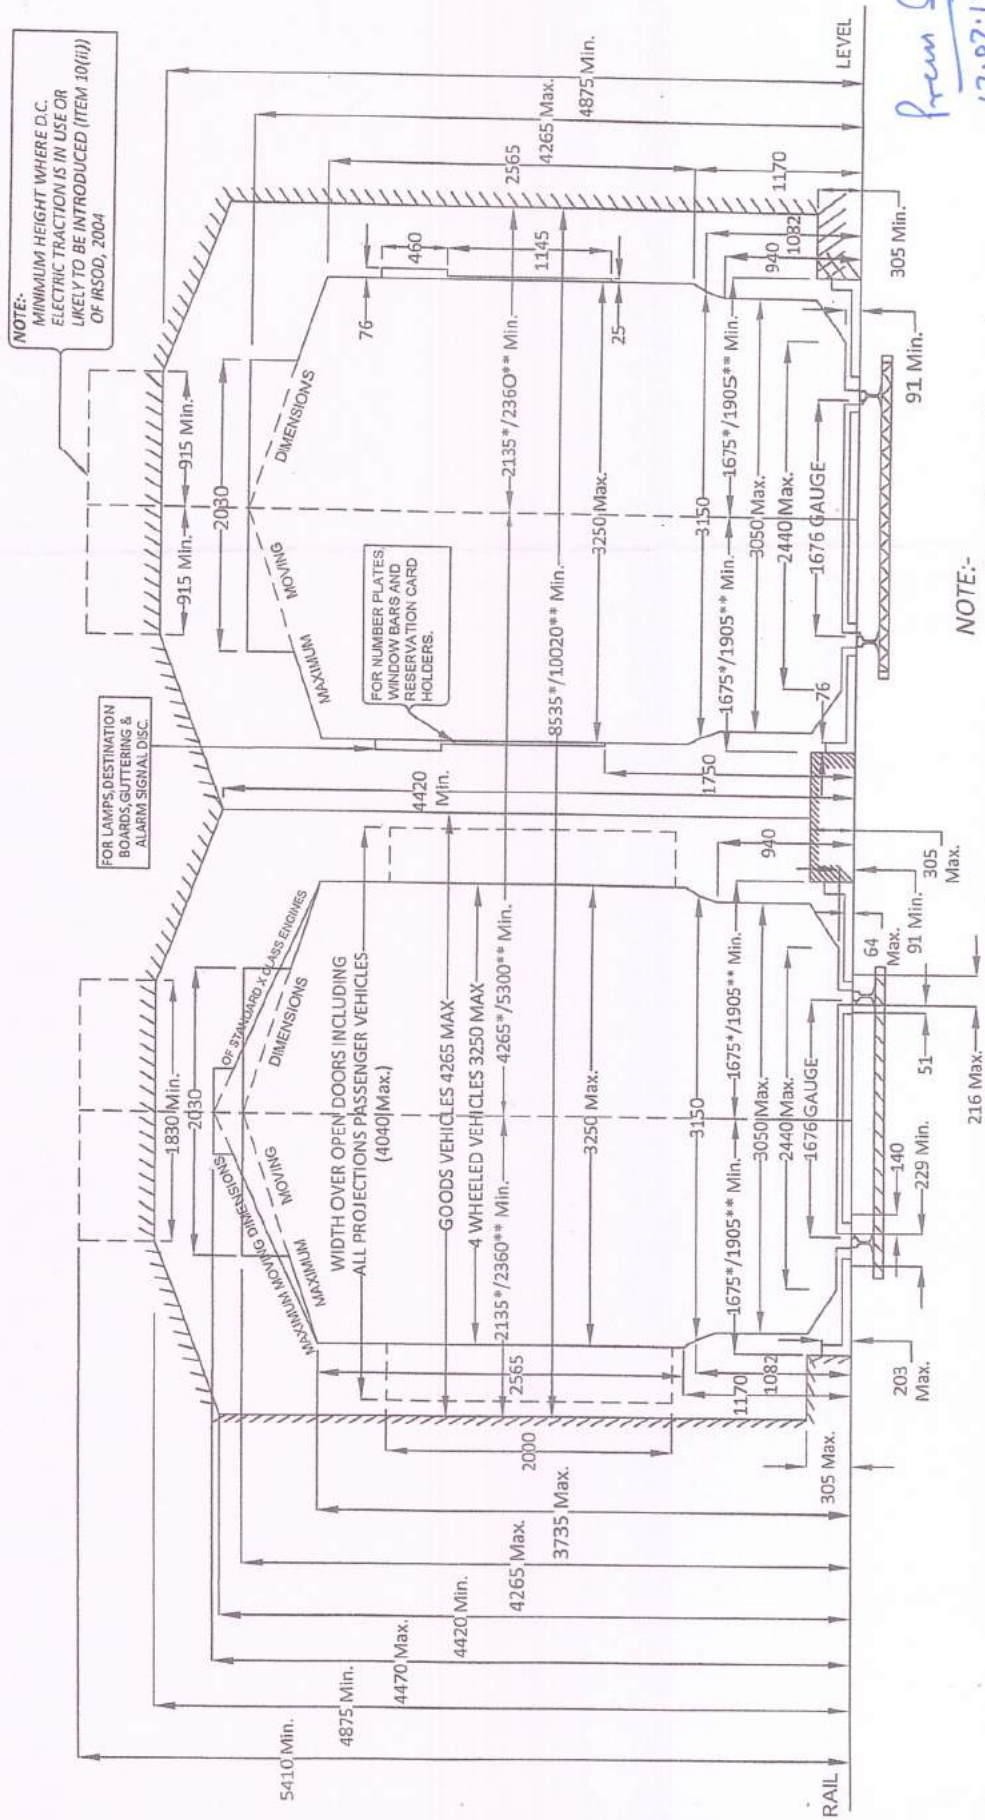 NOTE:-
MINIMUM HEIGHT WHERE D.C.
ELECTRIC TRACTION IS IN USE OR
LIKELY TO BE INTRODUCED (ITEM 10(ii))
OF IRSOD, 2004
FOR LAMPS,DESTINATION
BOARDS,GUTTERING &
ALARM SIGNAL DISC.
FOR NUMBER PLATES
WINDOW BARS AND
RESERVATION CARD
HOLDERS.
5410 Min.
4875 Min.
4470 Max.
4420 Min.
4265 Max.
3735 Max.
2000
305 Max.
203
Max.
RAIL
1830 Min.
2030
MAXIMUM MOVING DIMENSIONS
OF STANDARD X CLASS ENGINES
MAXIMUM
MOVING
DIMENSIONS
WIDTH OVER OPEN DOORS INCLUDING
ALL PROJECTIONS PASSENGER VEHICLES
(4040 Max.)
GOODS VEHICLES 4265 MAX
4 WHEELED VEHICLES 3250 MAX
2135*/2360** Min.
4265*/5300** Min.
2565
3250 Max.
3150
1170
1082
1675*/1905** Min.
1675*/1905** Min.
3050 Max.
2440 Max.
1676 GAUGE
140
229 Min.
51
216 Max.
64
Max.
91 Min.
305
Max.
940
4420
Min.
1750
76
915 Min.
915 Min.
2030
MAXIMUM
MOVING
DIMENSIONS
76
460
1145
25
2135*/2360** Min.
8535*/10020** Min.
3250 Max.
3150
1675*/1905** Min.
1675*/1905** Min.
3050 Max.
2440 Max.
1676 GAUGE
940
1082
1170
2565
4265 Max.
4875 Min.
305 Min.
91 Min.
LEVEL
NOTE:-
Prem